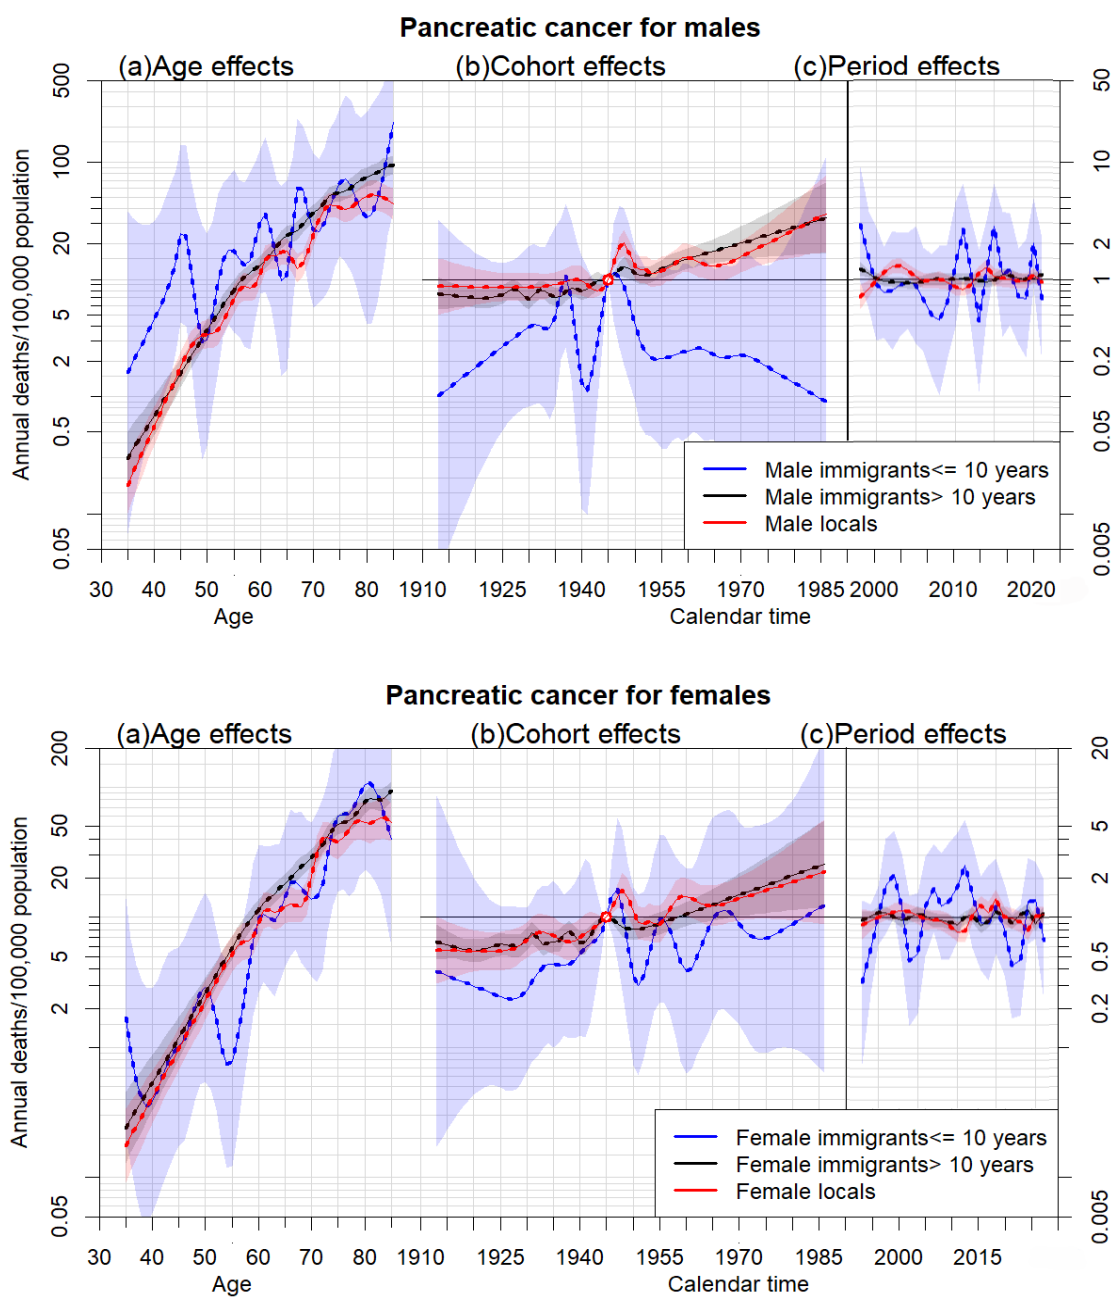 Pancreatic cancer for males
(a)Age effects (b)Cohort effects (c)Period effects
Annual deaths/100,000 population
500 100 20 5 2 0.5 0.05
50 10 2 1 0.2 0.05 0.005
Male immigrants<= 10 years
Male immigrants> 10 years
Male locals
30 40 50 60 70 80 1910 1925 1940 1955 1970 1985 2000 2010 2020
Age Calendar time
Pancreatic cancer for females
(a)Age effects (b)Cohort effects (c)Period effects
Annual deaths/100,000 population
200 50 20 5 2 0.05
20 5 2 1 0.5 0.2 0.005
Female immigrants<= 10 years
Female immigrants> 10 years
Female locals
30 40 50 60 70 80 1910 1925 1940 1955 1970 1985 2000 2015
Age Calendar time